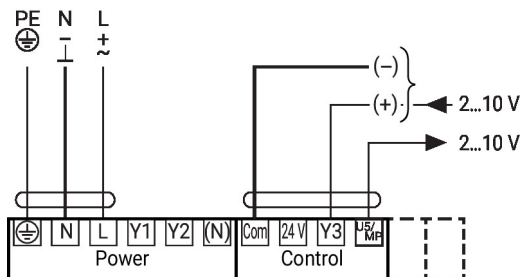 PE N L
– +
~
(–)
(+) 2...10 V
2...10 V
N L Y1 Y2 (N) Com 24 V Y3 U5/
MP
Power Control